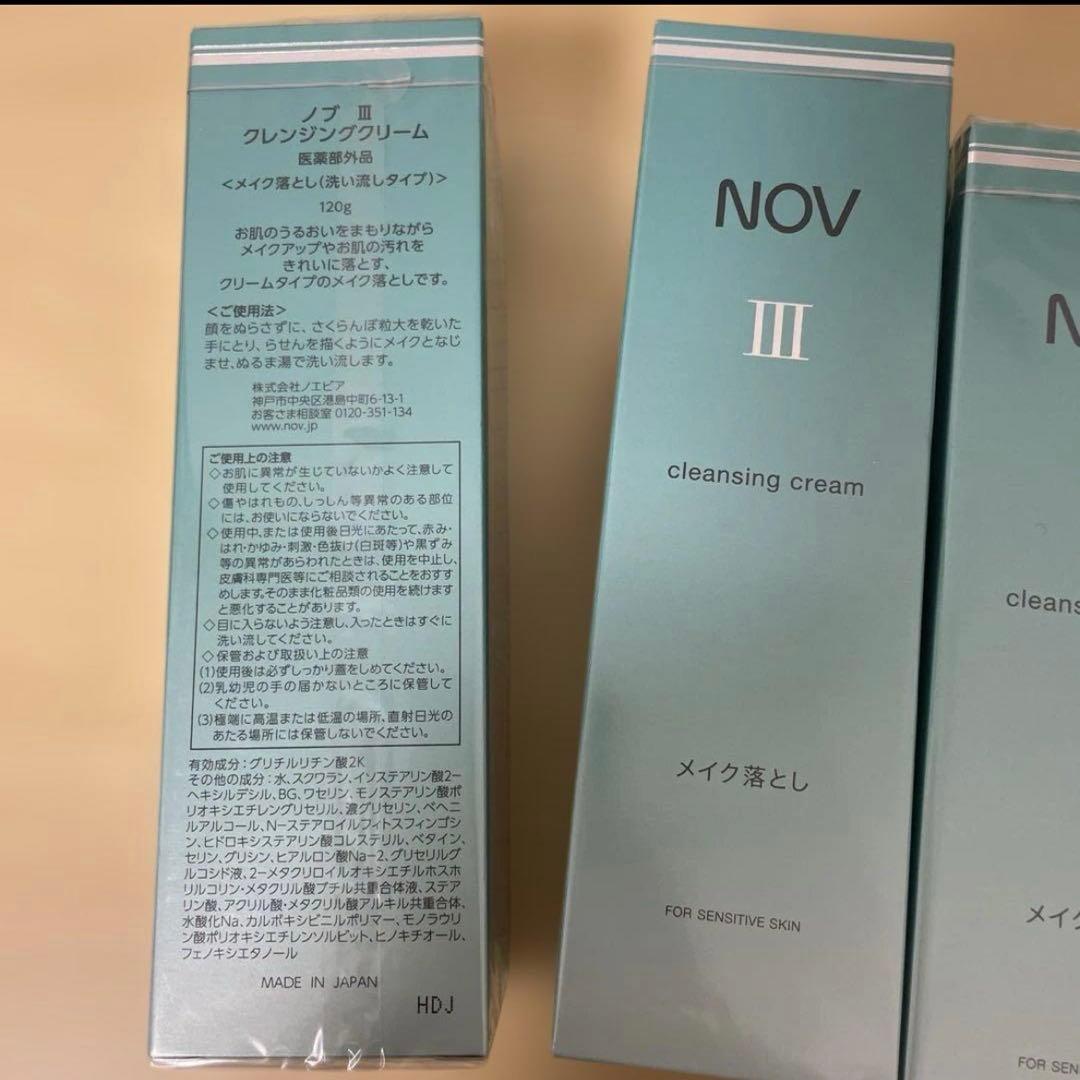 ノブ Ⅲ
クレンジングクリーム
医薬部外品
<メイク落とし(洗い流しタイプ)>
120g
お肌のうるおいをまもりながら
メイクアップやお肌の汚れを
きれいに落とす、
クリームタイプのメイク落としです。
<ご使用法>
顔をぬらさずに、さくらんぼ粒大を乾いた
手にとり、らせんを描くようにメイクとなじ
ませ、ぬるま湯で洗い流します。
株式会社ノエビア
神戸市中央区港島中町6-13-1
お客さま相談室 0120-351-134
www.nov.jp
ご使用上の注意
◇お肌に異常が生じていないかよく注意して
使用してください。
◇傷やはれもの、しっしん等異常のある部位
には、お使いにならないでください。
◇使用中、または使用後日光にあたって、赤み・
はれ・かゆみ・刺激・色抜け(白斑等)や黒ずみ
等の異常があらわれたときは、使用を中止し、
皮膚科専門医等にご相談されることをおすす
めします。そのまま化粧品類の使用を続けます
と悪化することがあります。
◇目に入らないよう注意し、入ったときはすぐに
洗い流してください。
◇保管および取扱い上の注意
(1)使用後は必ずしっかり蓋をしめてください。
(2)乳幼児の手の届かないところに保管して
ください。
(3)極端に高温または低温の場所、直射日光の
あたる場所には保管しないでください。
有効成分:グリチルリチン酸2K
その他の成分:水、スクワラン、イソステアリン酸2-
ヘキシルデシル、BG、ワセリン、モノステアリン酸ポ
リオキシエチレングリセリル、濃グリセリン、ベヘニ
ルアルコール、N-ステアロイルフィトスフィンゴシ
ン、ヒドロキシステアリン酸コレステリル、ベタイン、
セリン、グリシン、ヒアルロン酸Na-2、グリセリルグ
ルコシド液、2-メタクリロイルオキシエチルホスホ
リルコリン・メタクリル酸ブチル共重合体液、ステア
リン酸、アクリル酸・メタクリル酸アルキル共重合体、
水酸化Na、カルボキシビニルポリマー、モノラウリ
ン酸ポリオキシエチレンソルビット、ヒノキチオール、
フェノキシエタノール
MADE IN JAPAN
HDJ
NOV
III
cleansing cream
メイク落とし
FOR SENSITIVE SKIN
N
cleans
メイク
FOR SEN